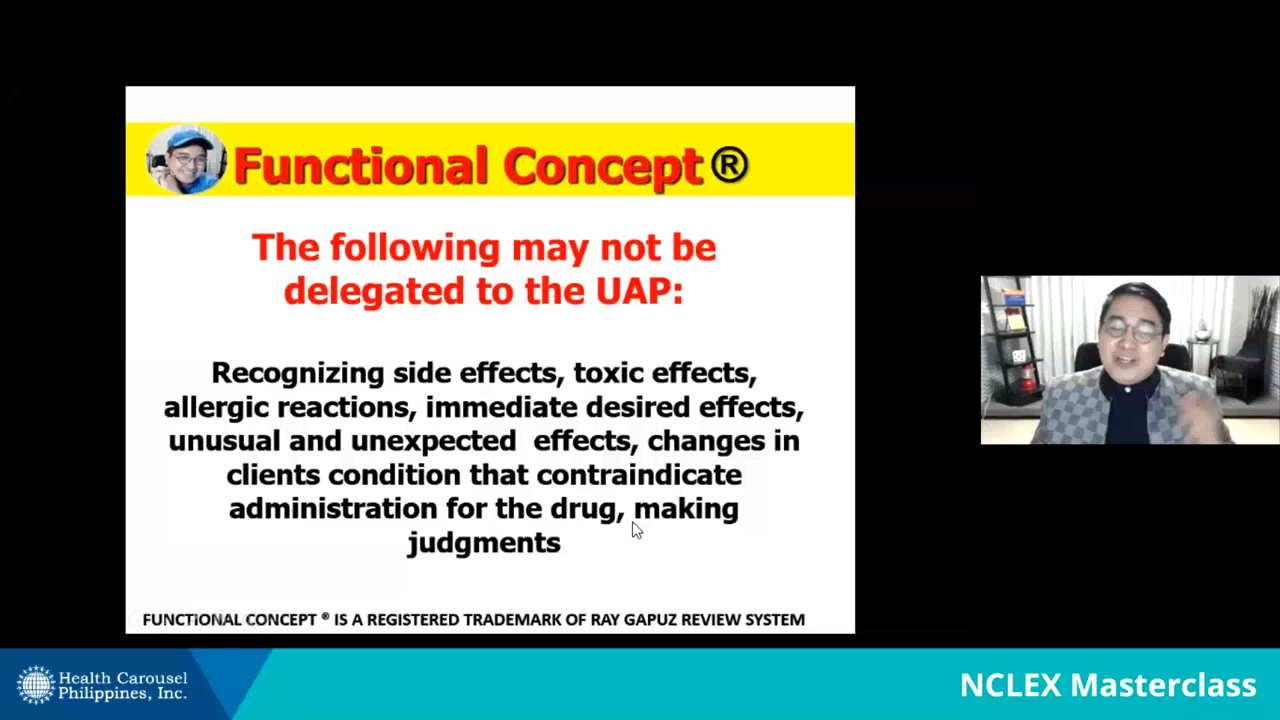 Functional Concept®
The following may not be
delegated to the UAP:
Recognizing side effects, toxic effects,
allergic reactions, immediate desired effects,
unusual and unexpected effects, changes in
clients condition that contraindicate
administration for the drug, making
judgments
FUNCTIONAL CONCEPT ® IS A REGISTERED TRADEMARK OF RAY GAPUZ REVIEW SYSTEM
Health Carousel
Philippines, Inc.
NCLEX Masterclass